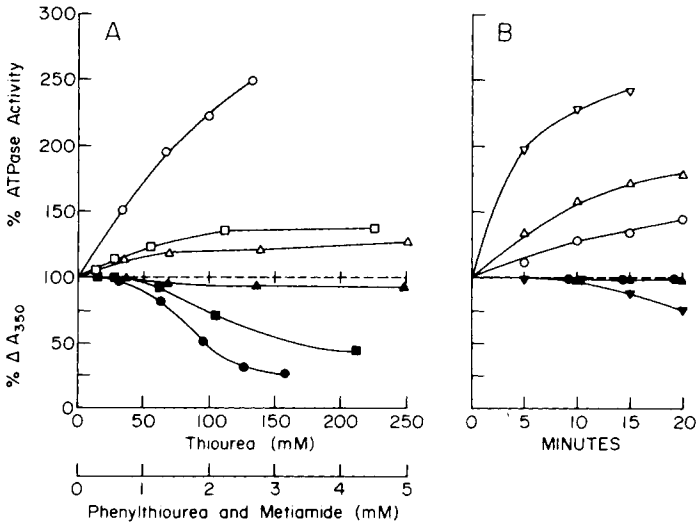 A
B
300
250
200
150
100
50
0
% ATPase Activity
% Δ A350
0 50 100 150 200 250
Thiourea (mM)
0 1 2 3 4 5
Phenylthiourea and Metiamide (mM)
0 5 10 15 20
MINUTES